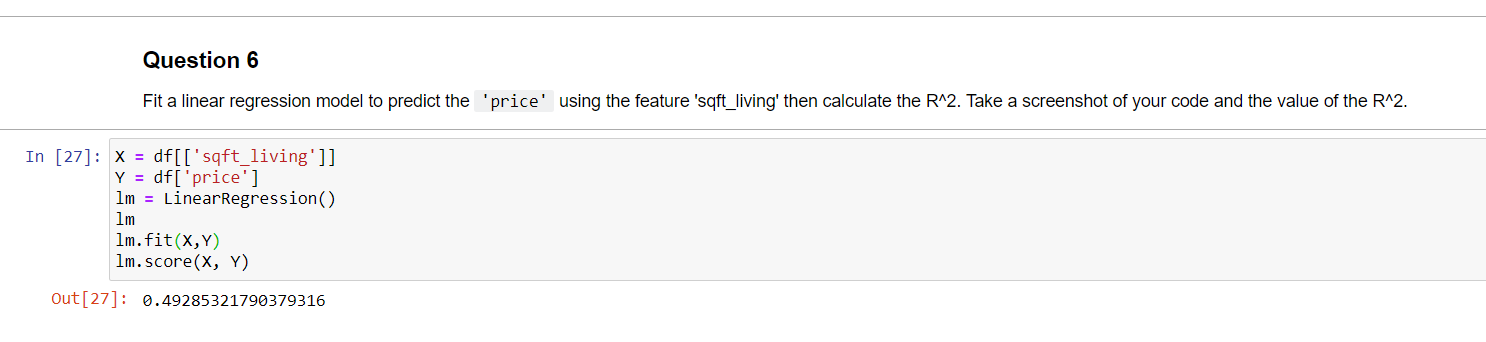 Question 6
Fit a linear regression model to predict the 'price' using the feature 'sqft_living' then calculate the R^2. Take a screenshot of your code and the value of the R^2.
In [27]: X = df[['sqft_living']]
Y = df['price']
lm = LinearRegression()
lm
lm.fit(X,Y)
lm.score(X, Y)
Out[27]: 0.49285321790379316